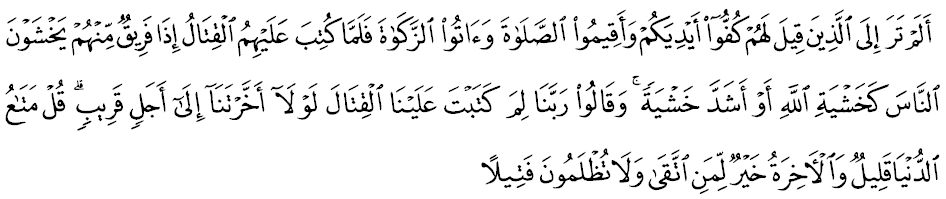 أَلَمۡ تَرَ إِلَى ٱلَّذِينَ قِيلَ لَهُمۡ كُفُّوٓاْ أَيۡدِيَكُمۡ وَأَقِيمُواْ ٱلصَّلَوٰةَ وَءَاتُواْ ٱلزَّكَوٰةَ فَلَمَّا كُتِبَ عَلَيۡهِمُ ٱلۡقِتَالُ إِذَا فَرِيقٞ مِّنۡهُمۡ يَخۡشَوۡنَ
ٱلنَّاسَ كَخَشۡيَةِ ٱللَّهِ أَوۡ أَشَدَّ خَشۡيَةٗۚ وَقَالُواْ رَبَّنَا لِمَ كَتَبۡتَ عَلَيۡنَا ٱلۡقِتَالَ لَوۡلَآ أَخَّرۡتَنَآ إِلَىٰٓ أَجَلٖ قَرِيبٖۗ قُلۡ مَتَٰعُ
ٱلدُّنۡيَا قَلِيلٞ وَٱلۡأٓخِرَةُ خَيۡرٞ لِّمَنِ ٱتَّقَىٰ وَلَا تُظۡلَمُونَ فَتِيلًا